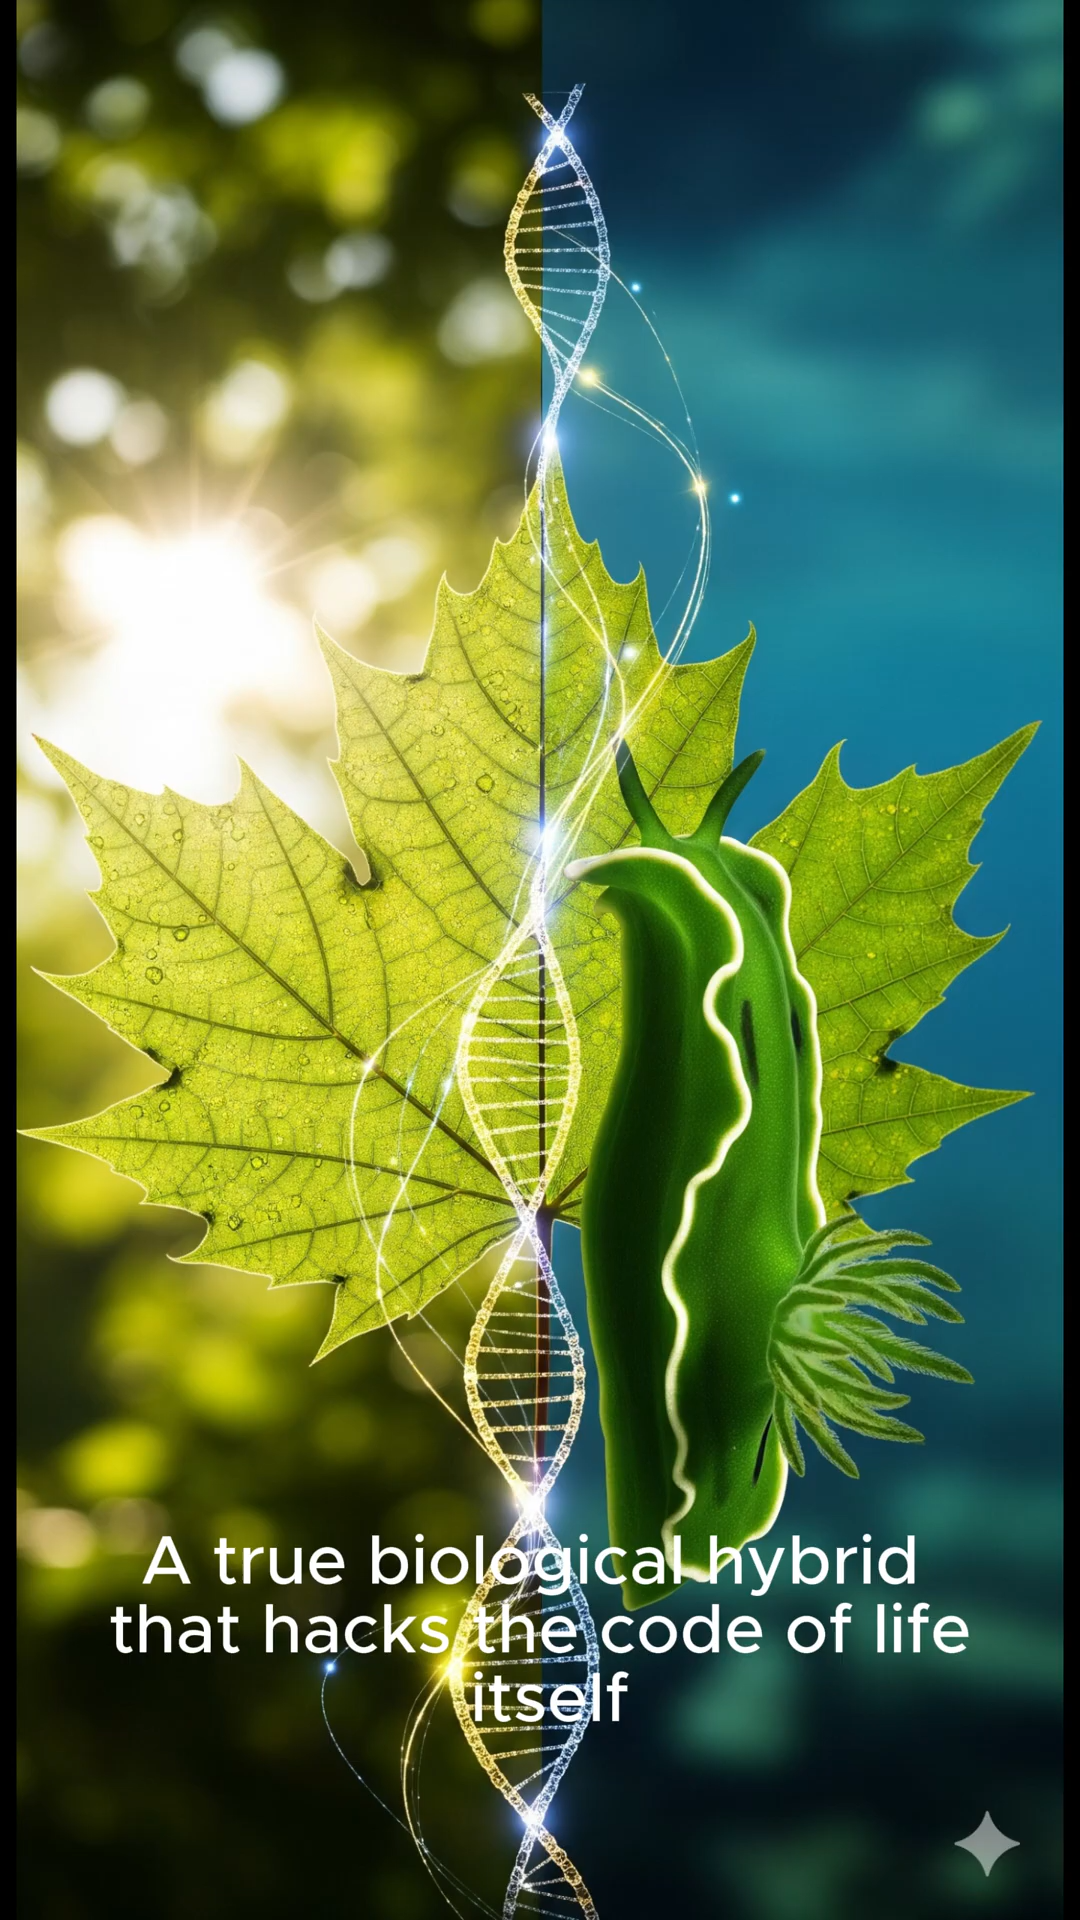 A true biological hybrid
that hacks the code of life
itself